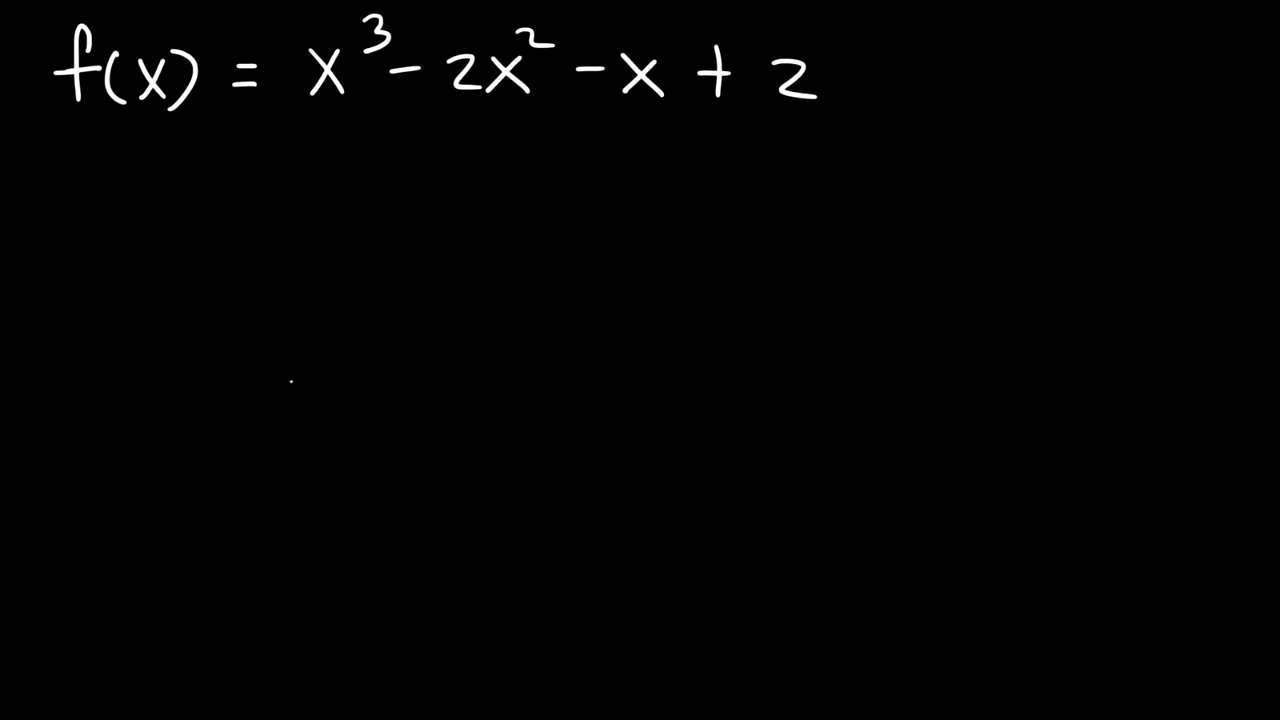 f(x) = x³ - 2x² - x + 2